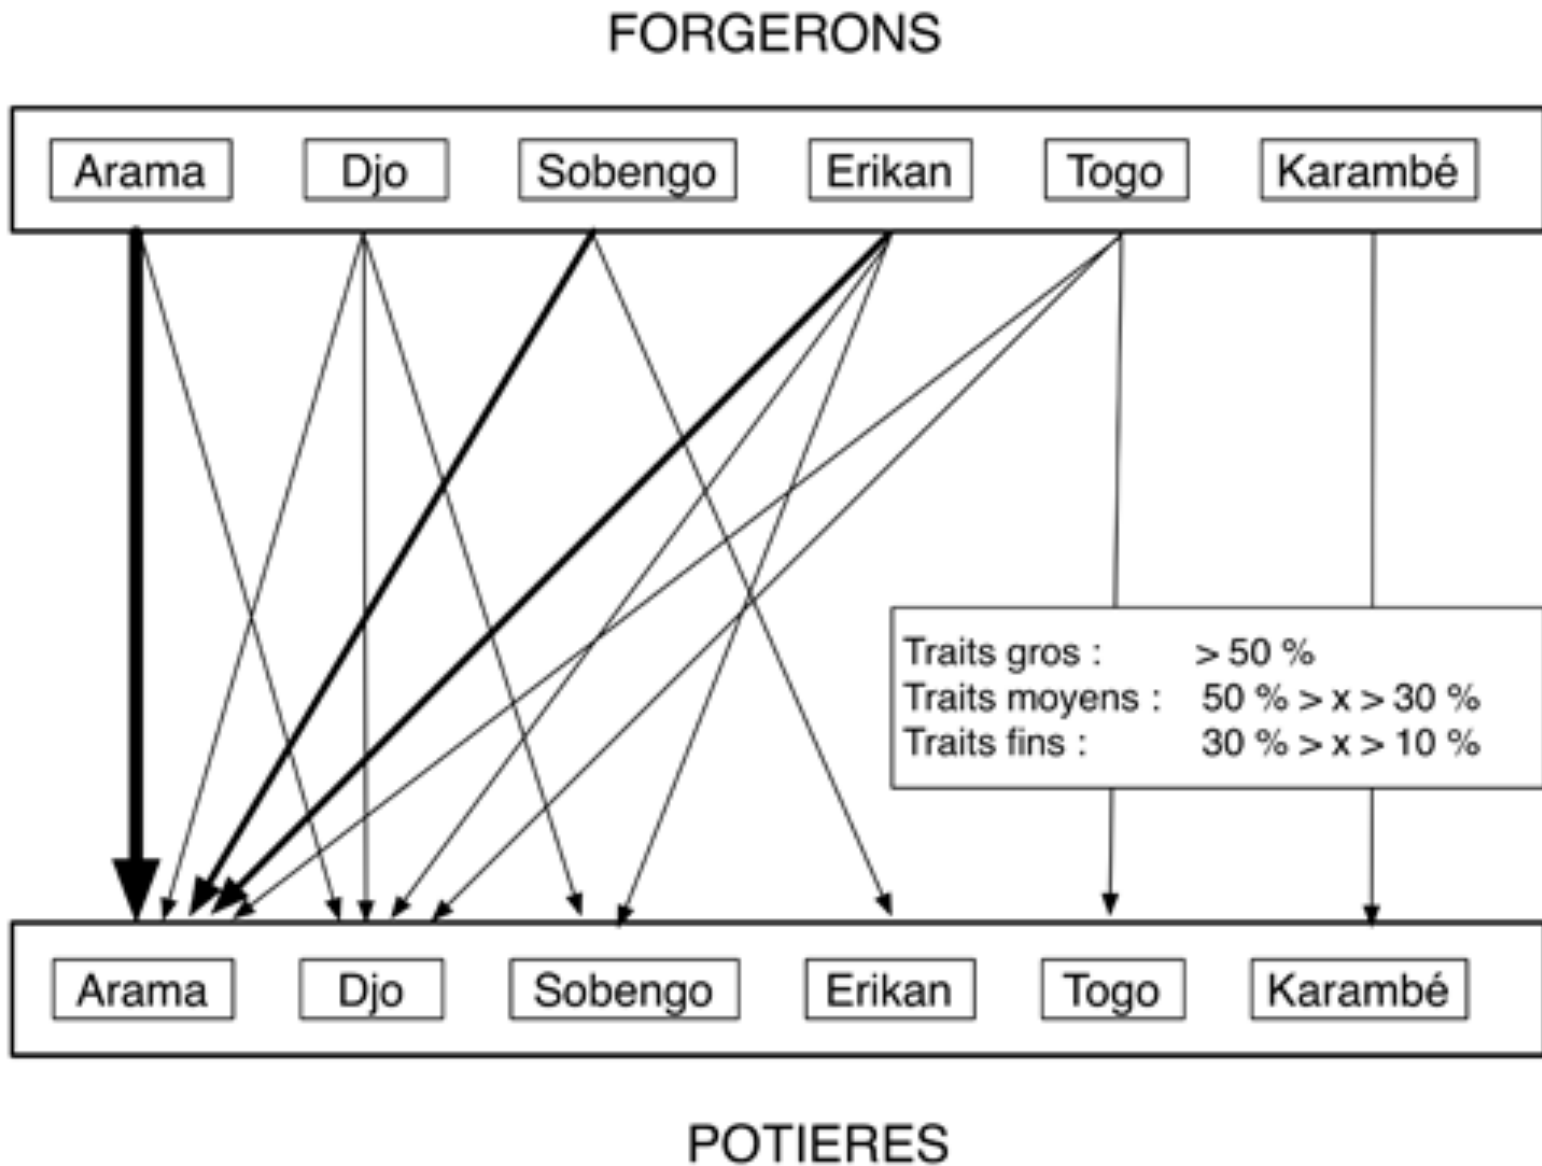 FORGERONS
Arama Djo Sobengo Erikan Togo Karambé
Traits gros : > 50 %
Traits moyens : 50 % > x > 30 %
Traits fins : 30 % > x > 10 %
Arama Djo Sobengo Erikan Togo Karambé
POTIERES